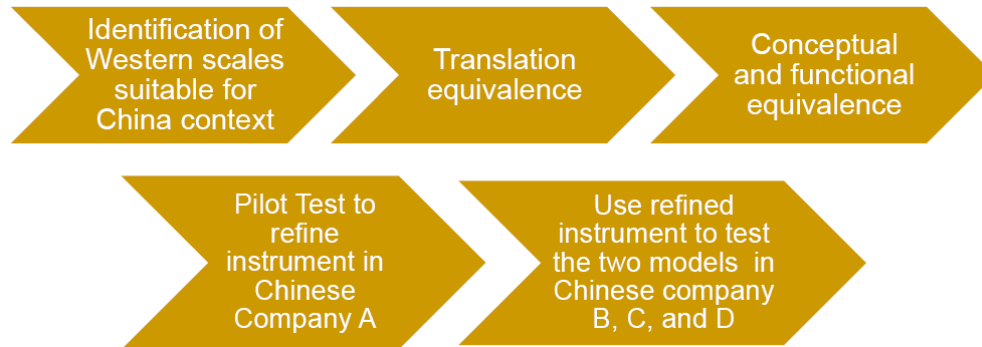 Identification of
Western scales
suitable for
China context
Translation
equivalence
Conceptual
and functional
equivalence
Pilot Test to
refine
instrument in
Chinese
Company A
Use refined
instrument to test
the two models in
Chinese company
B, C, and D